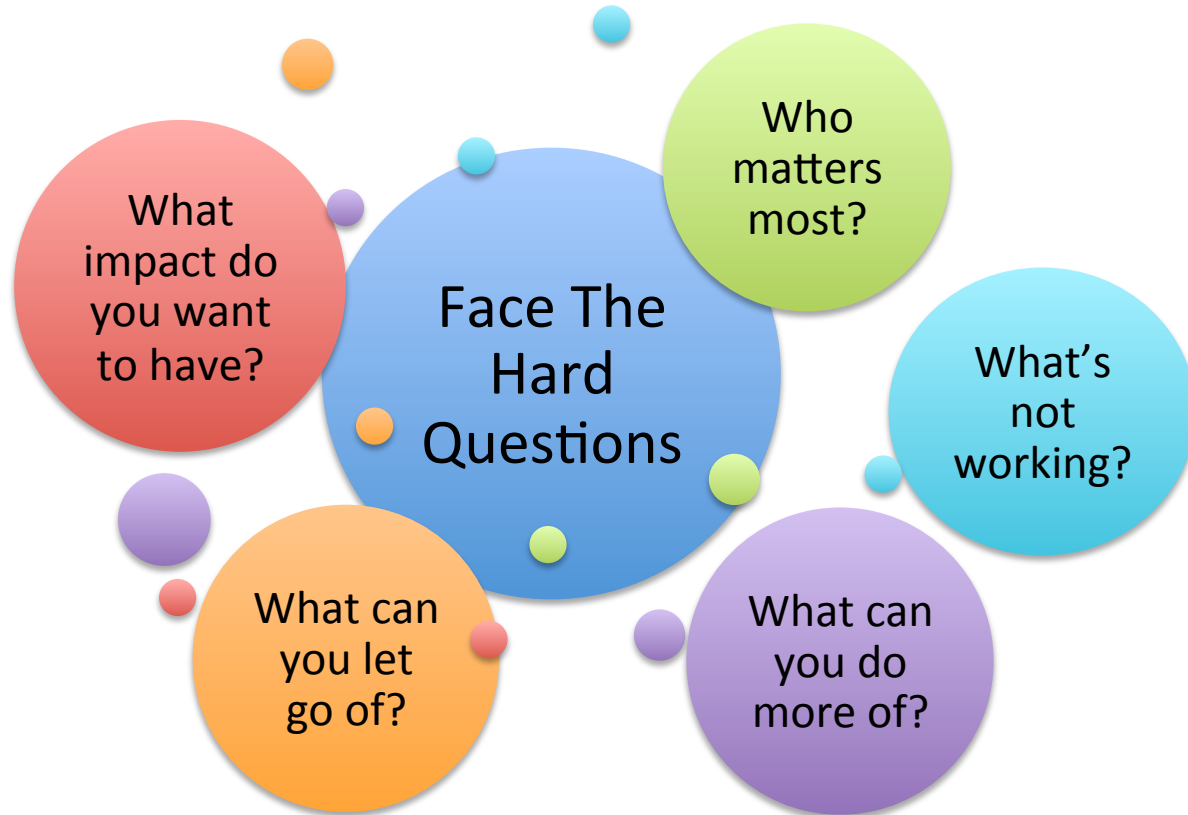 Face The
Hard
Questions
Who
matters
most?
What's
not
working?
What can
you do
more of?
What can
you let
go of?
What
impact do
you want
to have?